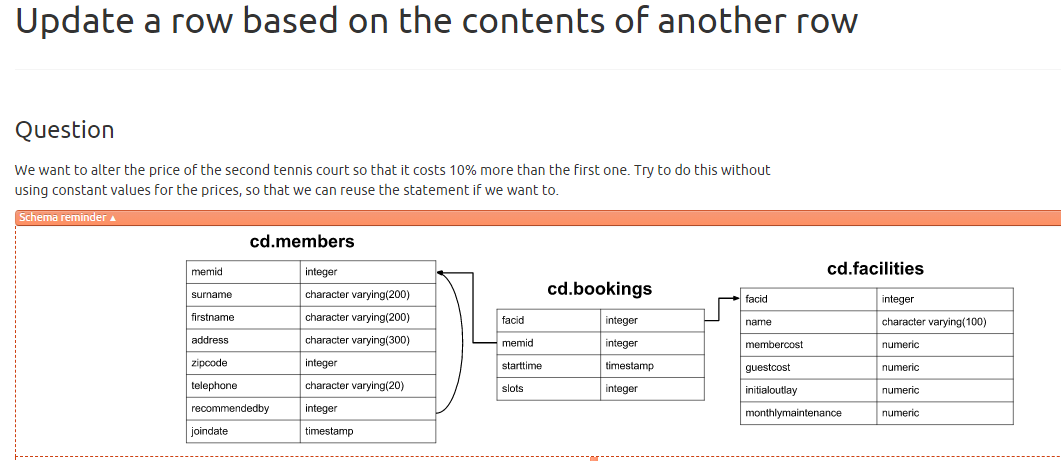 Update a row based on the contents of another row
Question
We want to alter the price of the second tennis court so that it costs 10% more than the first one. Try to do this without
using constant values for the prices, so that we can reuse the statement if we want to.
Schema reminder ▲
cd.members
memid integer
surname character varying(200)
firstname character varying(200)
address character varying(300)
zipcode integer
telephone character varying(20)
recommendedby integer
joindate timestamp
cd.bookings
facid integer
memid integer
starttime timestamp
slots integer
cd.facilities
facid integer
name character varying(100)
membercost numeric
guestcost numeric
initialoutlay numeric
monthlymaintenance numeric